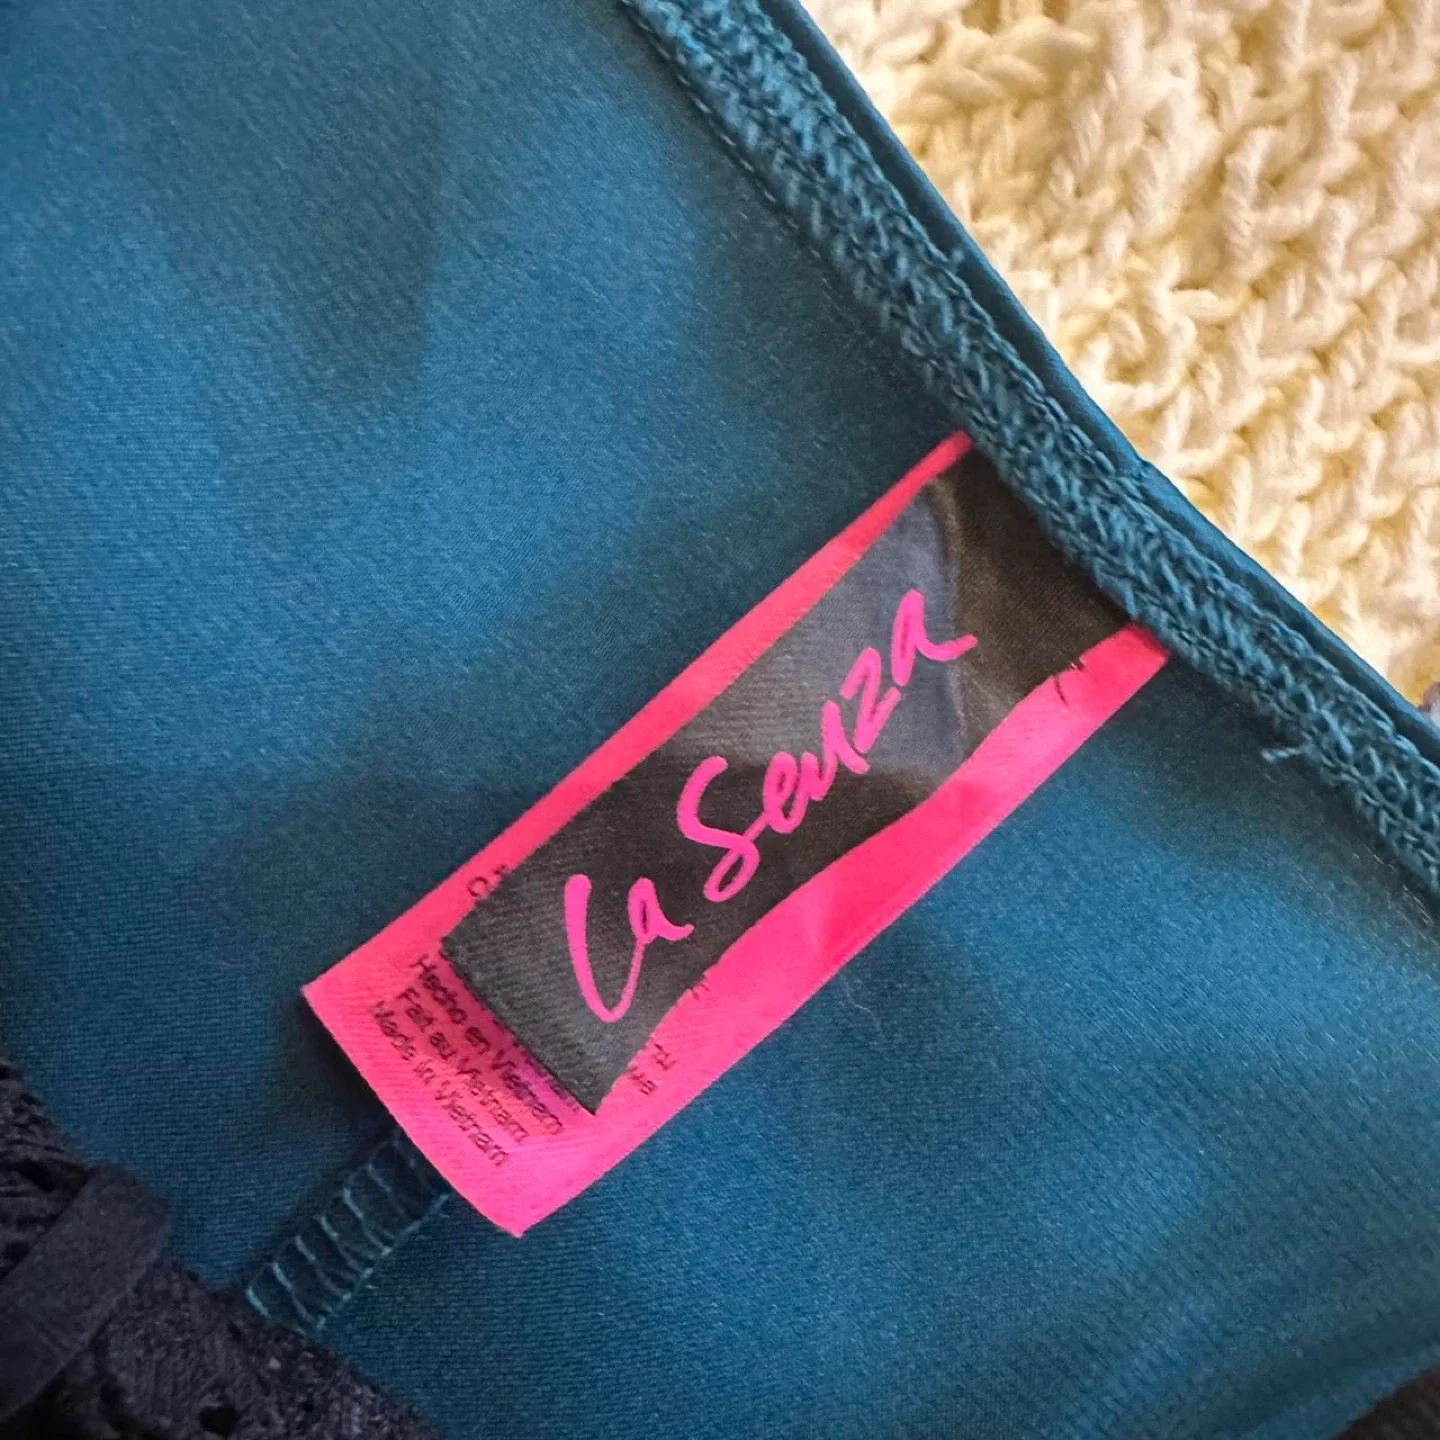 La Senza
Hecho en Vietnam
Fait au Vietnam
Made in Vietnam